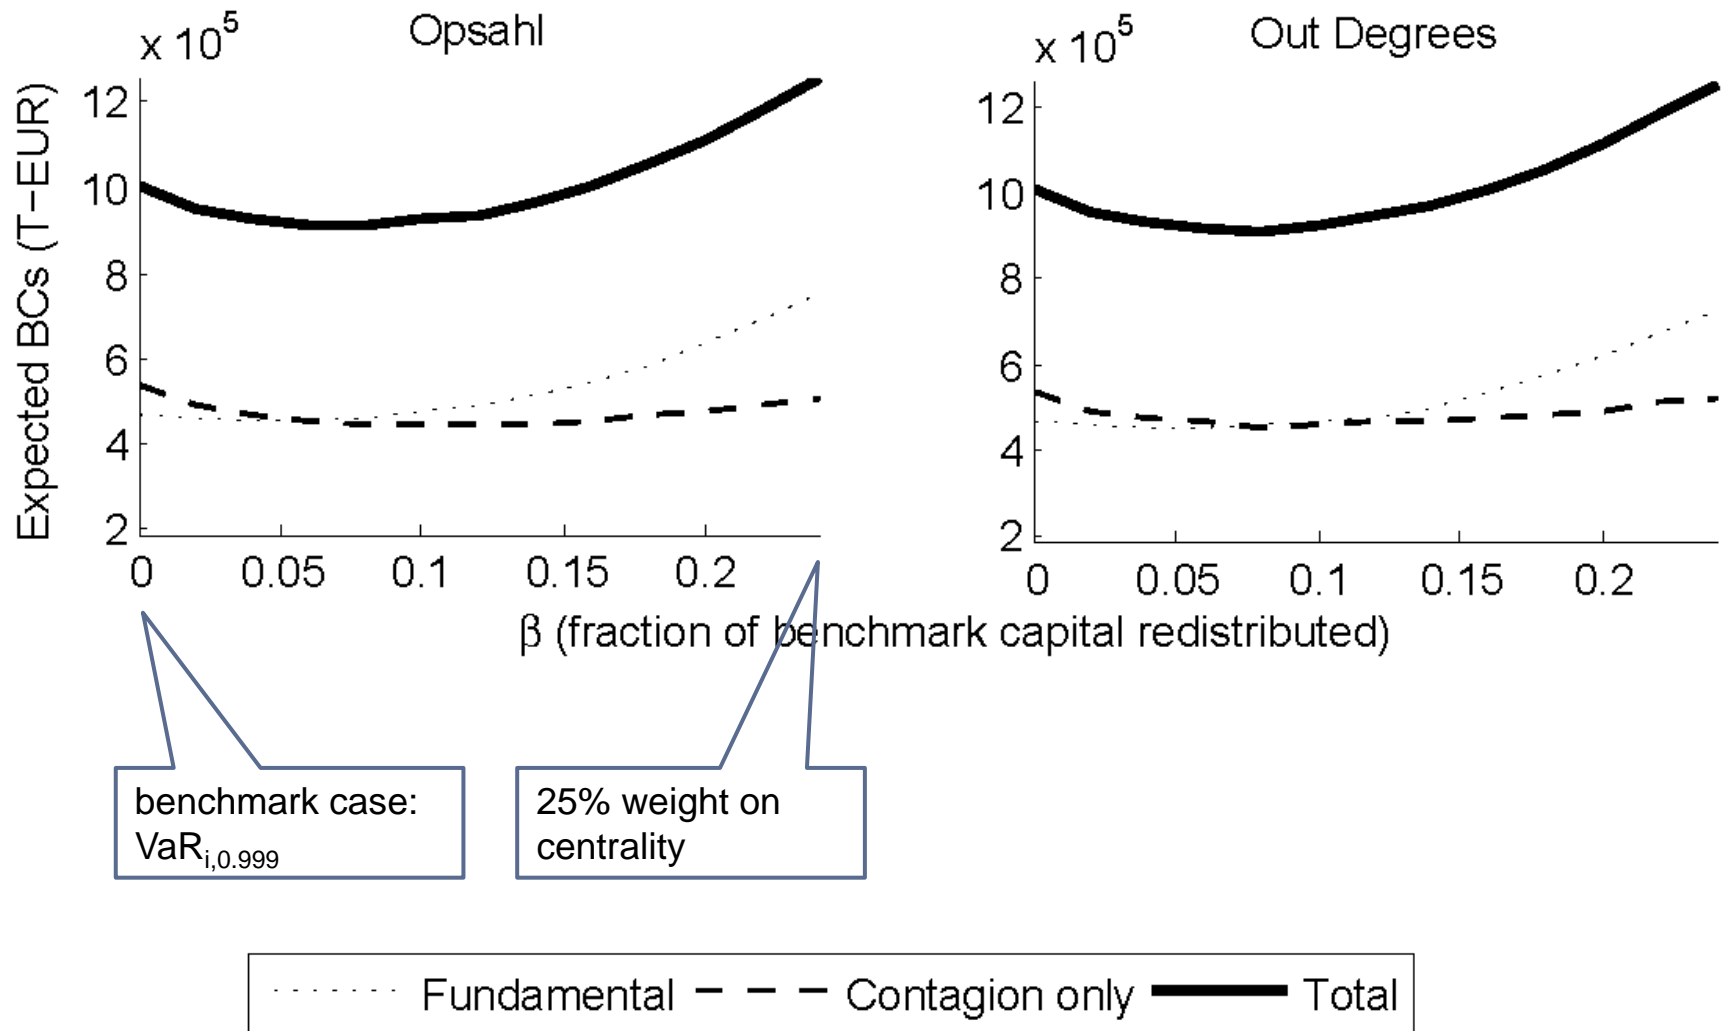 Opsahl
Out Degrees
x 10^5
x 10^5
Expected BCs (T−EUR)
12
10
8
6
4
2
0 0.05 0.1 0.15 0.2
12
10
8
6
4
2
0 0.05 0.1 0.15 0.2
β (fraction of benchmark capital redistributed)
benchmark case:
VaR_{i,0.999}
25% weight on
centrality
Fundamental Contagion only Total